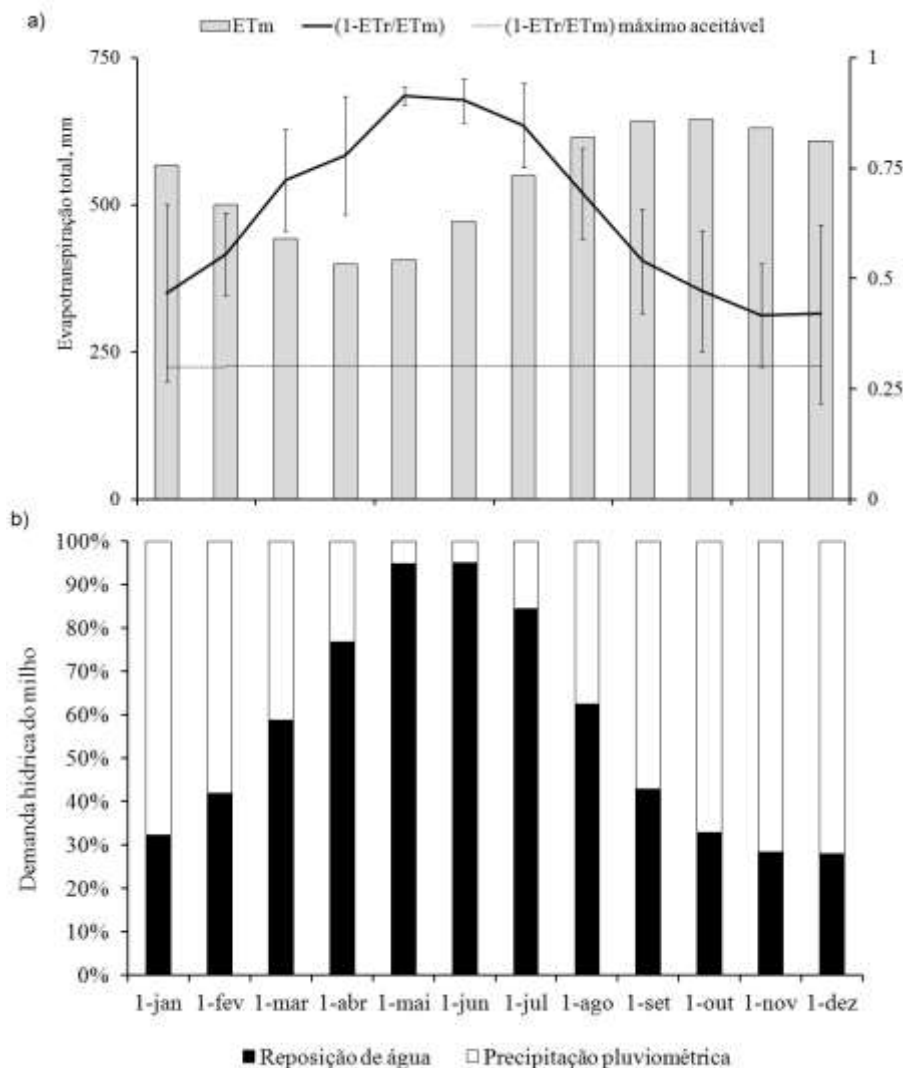 a)
ETm (1-ETr/ETm) (1-ETr/ETm) máximo aceitável
750 1
Evapotranspiração total, mm
500 0.75
0.5
250
0.25
0 0
b)
Demanda hídrica do milho
100%
90%
80%
70%
60%
50%
40%
30%
20%
10%
0%
1-jan 1-fev 1-mar 1-abr 1-mai 1-jun 1-jul 1-ago 1-set 1-out 1-nov 1-dez
Reposição de água Precipitação pluviométrica